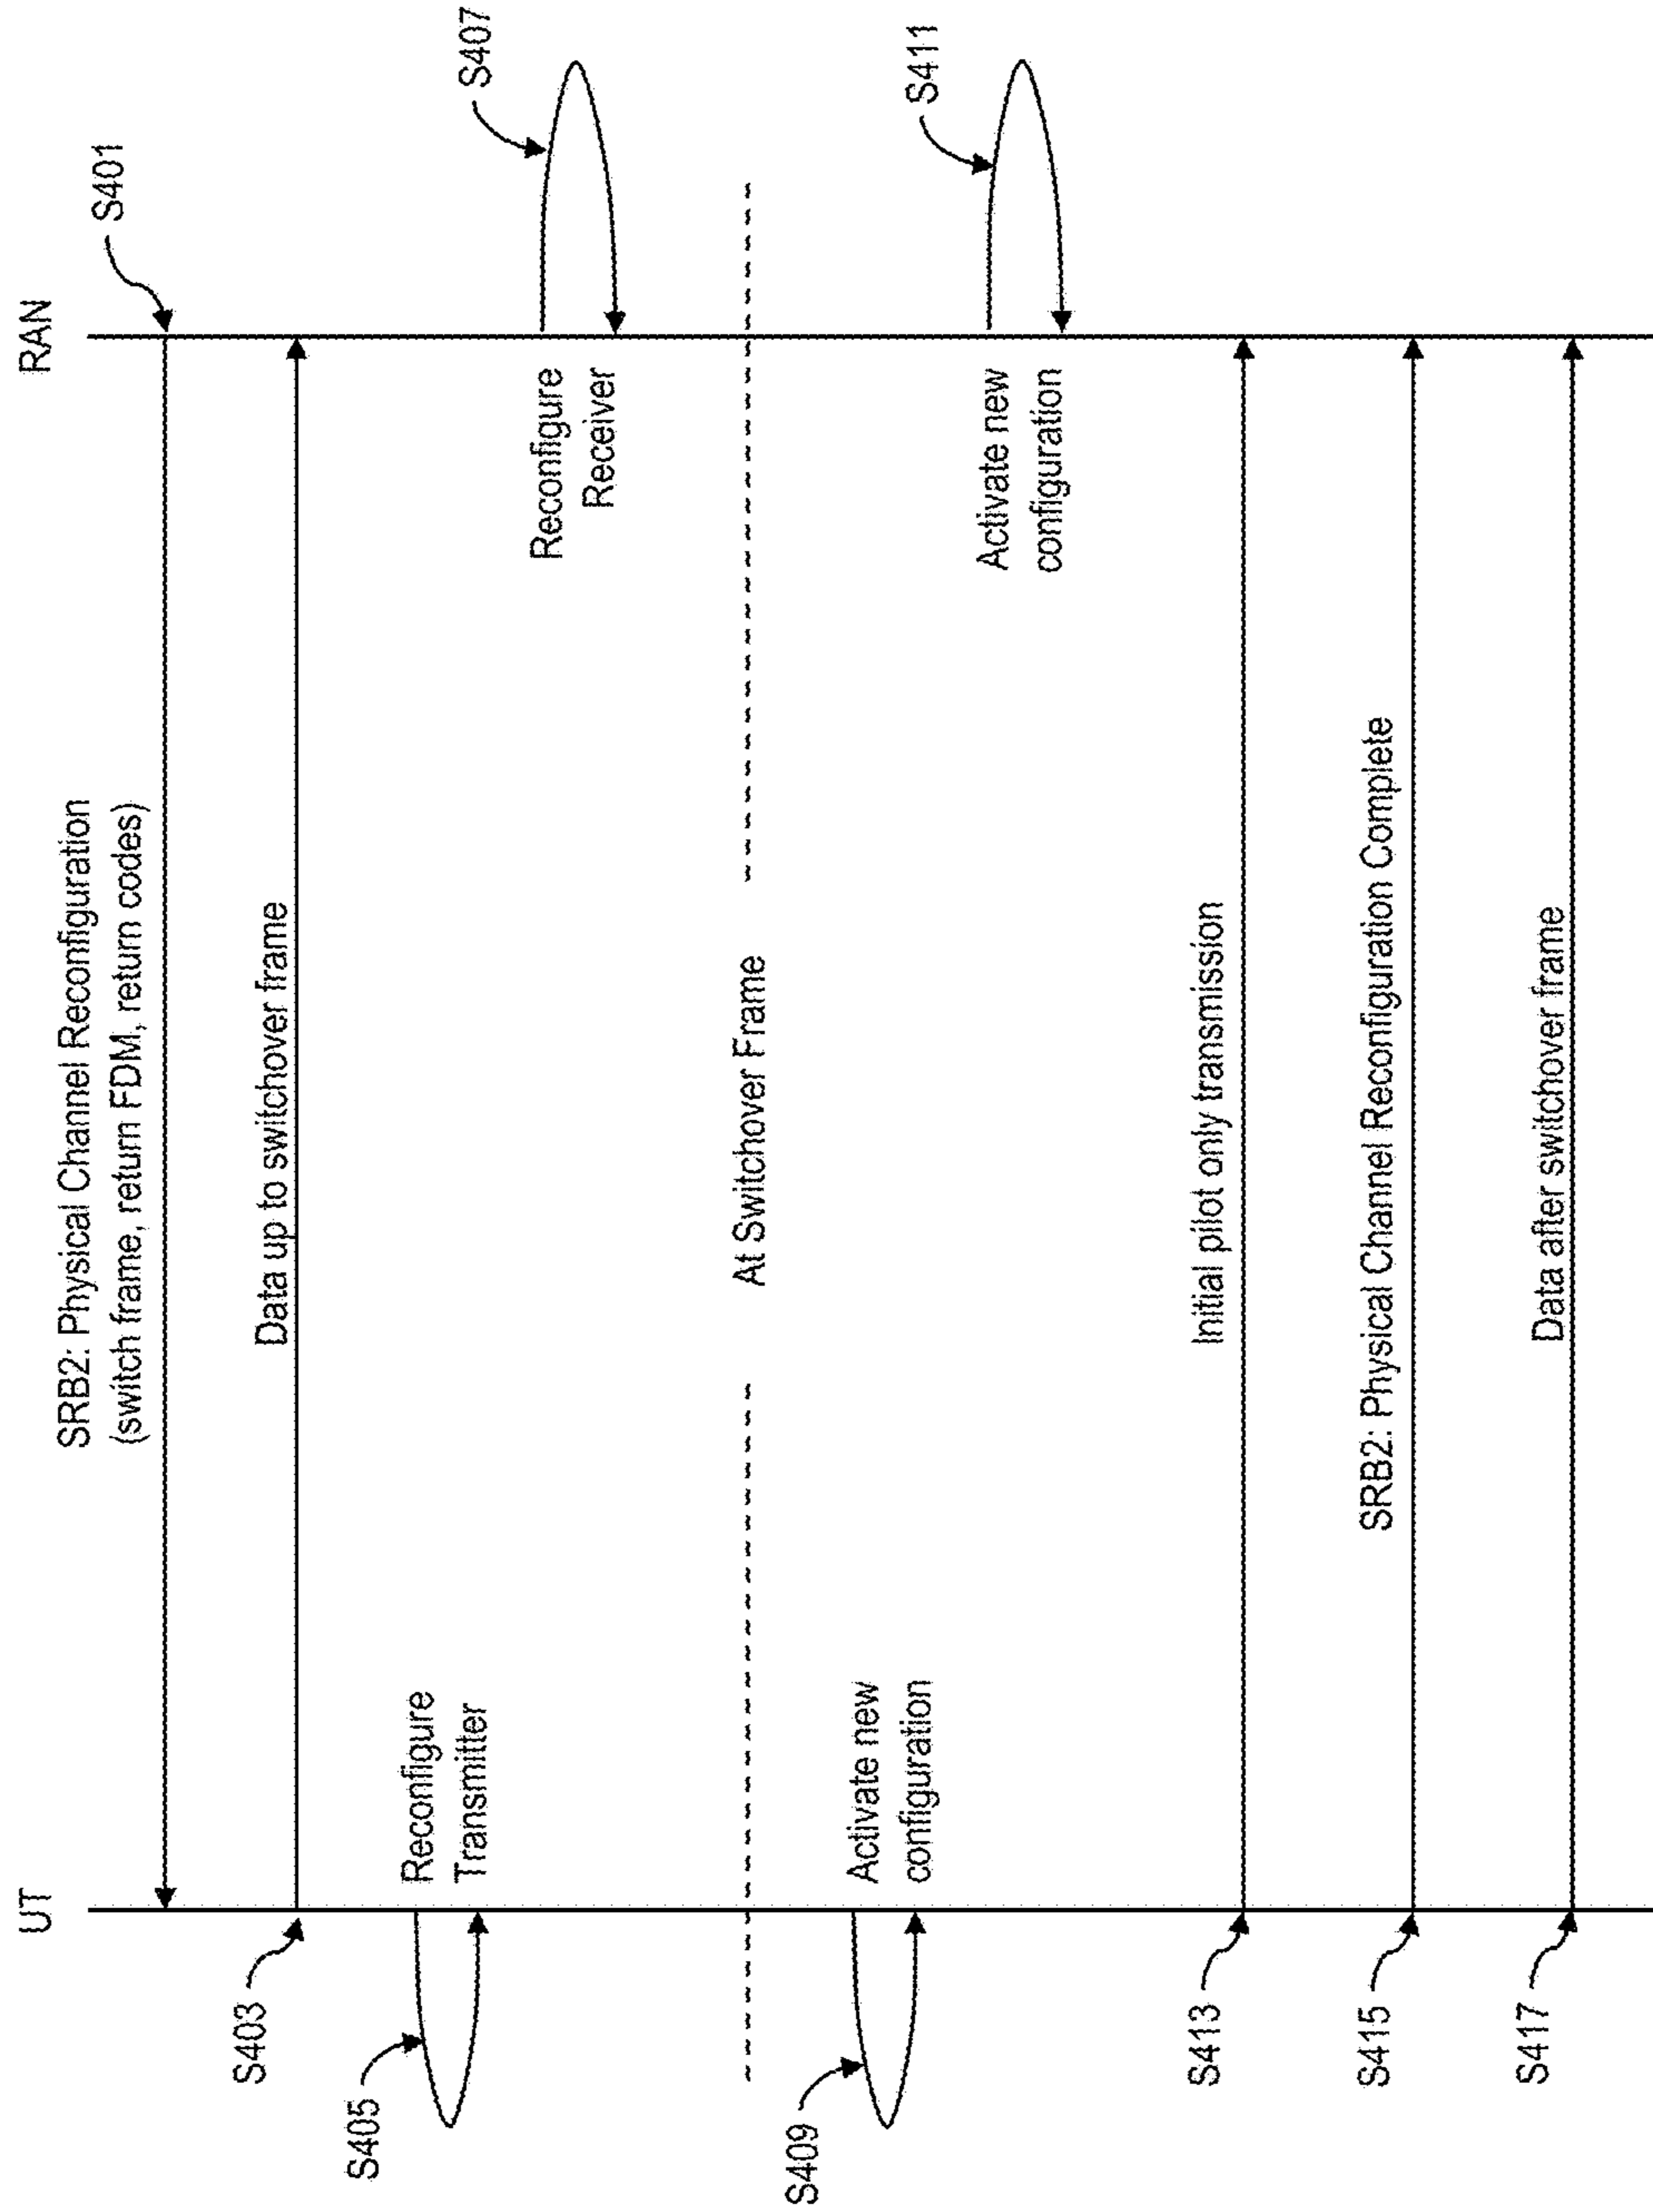 UT
RAN
S401
SRB2: Physical Channel Reconfiguration
(switch frame, return FDM, return codes)
S403
Data up to switchover frame
S405
Reconfigure
Transmitter
S407
Reconfigure
Receiver
At Switchover Frame
S409
Activate new
configuration
S411
Activate new
configuration
S413
Initial pilot only transmission
S415
SRB2: Physical Channel Reconfiguration Complete
S417
Data after switchover frame